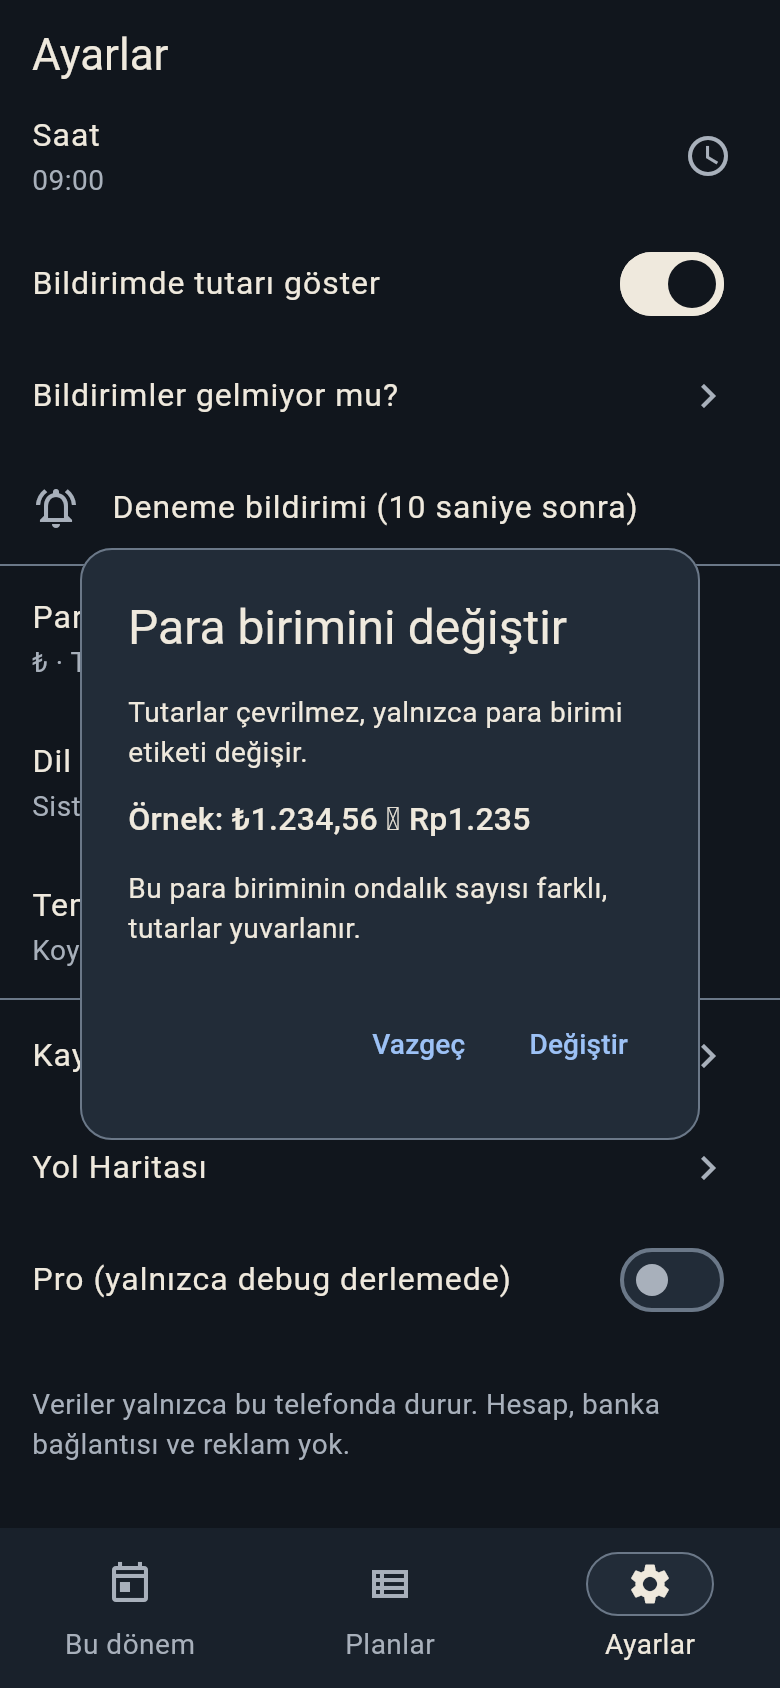 Ayarlar
Saat
09:00
Bildirimde tutarı göster
Bildirimler gelmiyor mu?
Deneme bildirimi (10 saniye sonra)
Par
₺ · T
Dil
Sist
Koy
Kay
Para birimini değiştir
Tutarlar çevrilmez, yalnızca para birimi
etiketi değişir.
Örnek: ₺1.234,56 Rp1.235
Bu para biriminin ondalık sayısı farklı,
tutarlar yuvarlanır.
Vazgeç Değiştir
Yol Haritası
Pro (yalnızca debug derlemede)
Veriler yalnızca bu telefonda durur. Hesap, banka
bağlantısı ve reklam yok.
Bu dönem Planlar Ayarlar